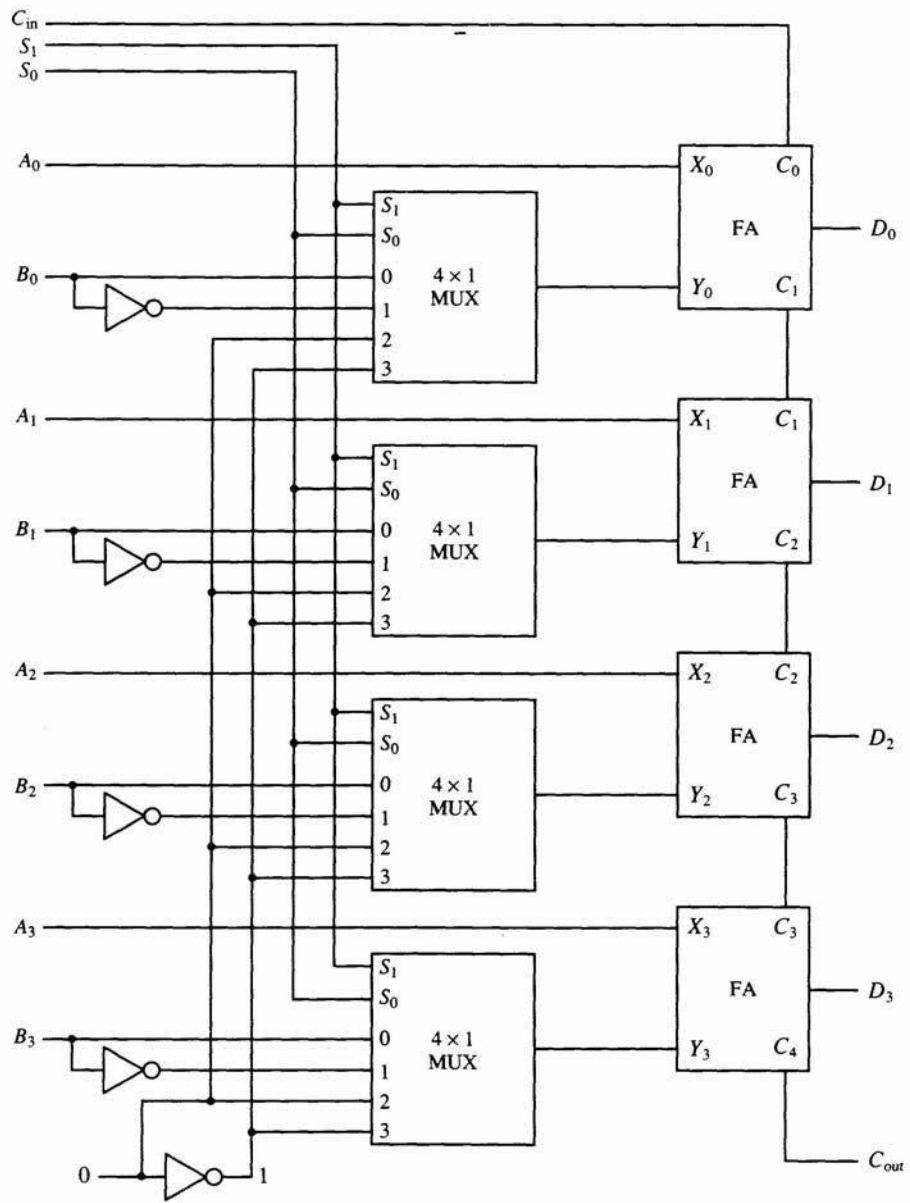 C_in
S_1
S_0
A_0 X_0 C_0
S_1
S_0 FA D_0
B_0 0 4 × 1
MUX Y_0 C_1
1
2
3
A_1 X_1 C_1
S_1
S_0 FA D_1
B_1 0 4 × 1
MUX Y_1 C_2
1
2
3
A_2 X_2 C_2
S_1
S_0 FA D_2
B_2 0 4 × 1
MUX Y_2 C_3
1
2
3
A_3 X_3 C_3
S_1
S_0 FA D_3
B_3 0 4 × 1
MUX Y_3 C_4
1
2
3
0 1 C_out